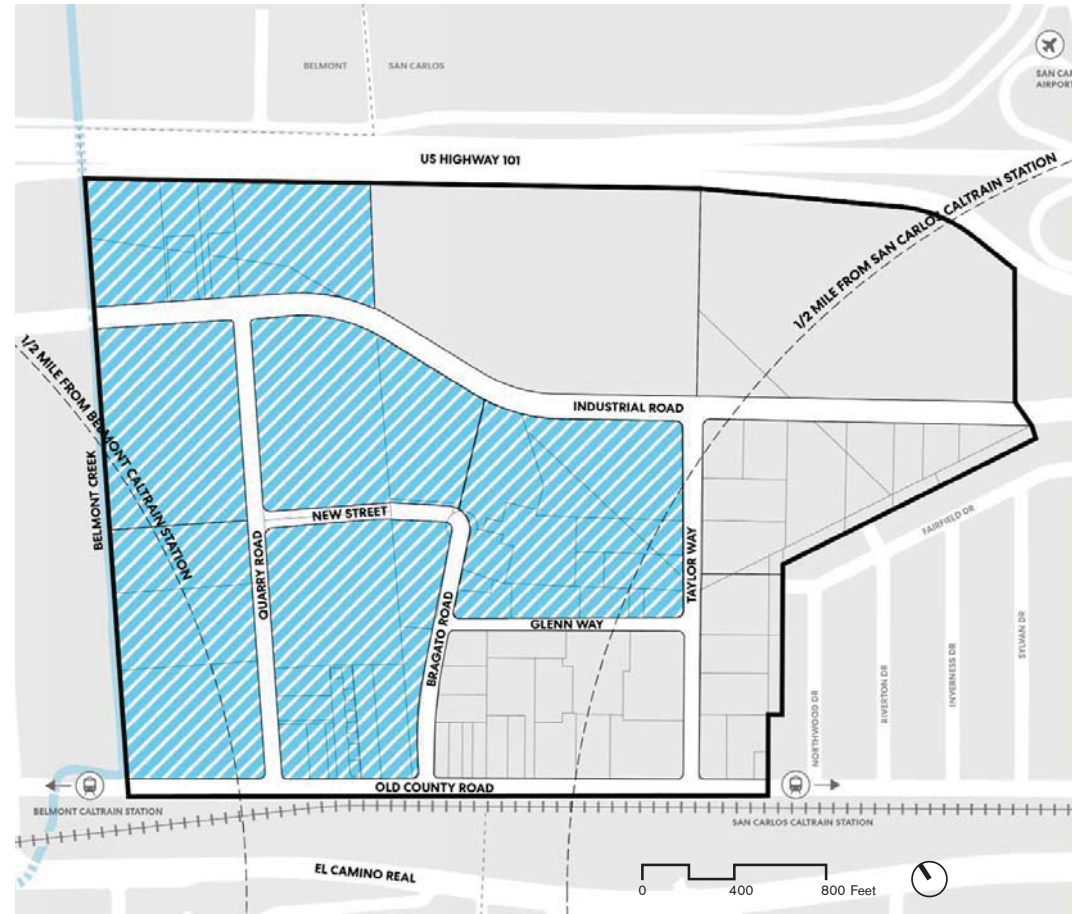 BELMONT
SAN CARLOS
SAN CAR
AIRPORT
US HIGHWAY 101
1/2 MILE FROM SAN CARLOS CALTRAIN STATION
1/2 MILE FROM BELMONT CALTRAIN STATION
INDUSTRIAL ROAD
BELMONT CREEK
NEW STREET
QUARRY ROAD
TAYLOR WAY
FAIRFIELD DR
GLENN WAY
BRAGATO ROAD
NORTHWOOD DR
RIVERTON DR
INVERNESS DR
SYLVAN DR
OLD COUNTY ROAD
BELMONT CALTRAIN STATION
SAN CARLOS CALTRAIN STATION
EL CAMINO REAL
0 400 800 Feet